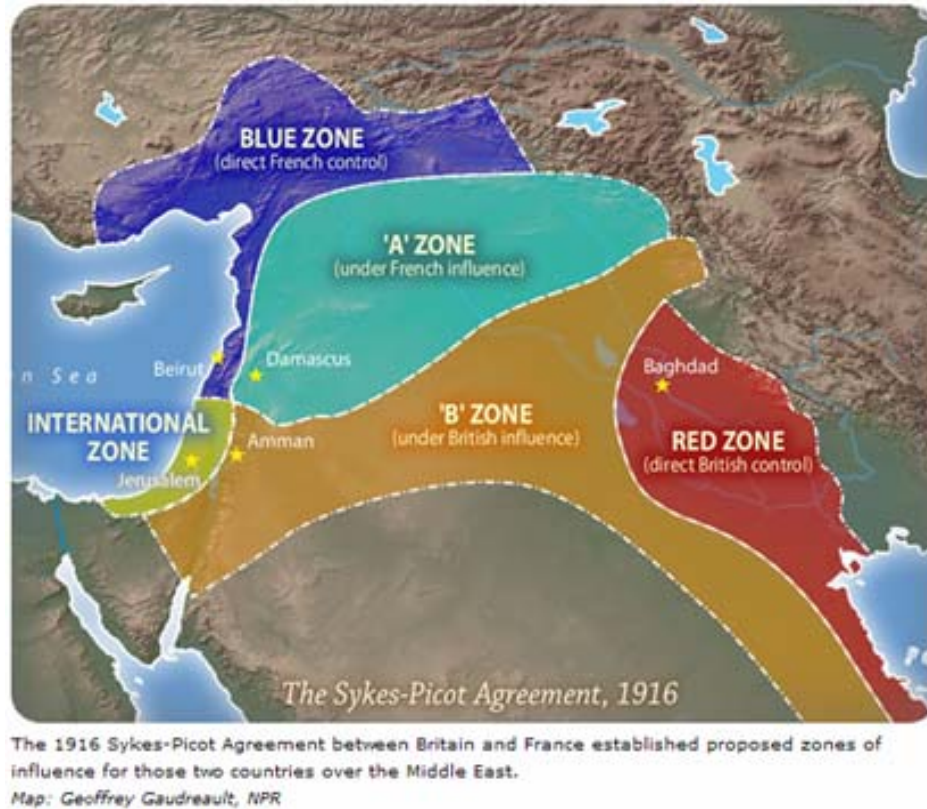 BLUE ZONE
(direct French control)
'A' ZONE
(under French influence)
Beirut
Damascus
n Sea
Baghdad
INTERNATIONAL
ZONE
'B' ZONE
(under British influence)
Amman
RED ZONE
(direct British control)
Jerusalem
The Sykes-Picot Agreement, 1916
The 1916 Sykes-Picot Agreement between Britain and France established proposed zones of
influence for those two countries over the Middle East.
Map: Geoffrey Gaudreault, NPR